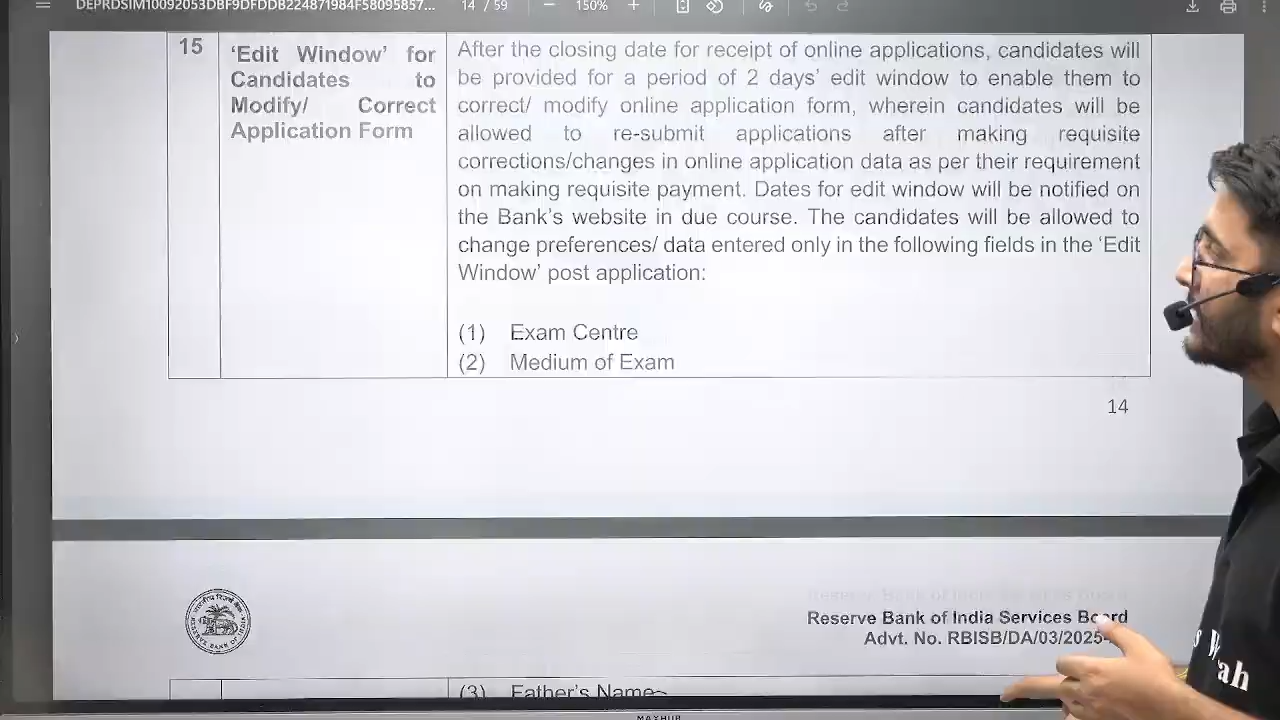 DEPRDSIM10092053DBF9DFDDB224871984F58095857...
14 / 59
150%
15
‘Edit Window’ for
Candidates to
Modify/ Correct
Application Form
After the closing date for receipt of online applications, candidates will
be provided for a period of 2 days’ edit window to enable them to
correct/ modify online application form, wherein candidates will be
allowed to re-submit applications after making requisite
corrections/changes in online application data as per their requirement
on making requisite payment. Dates for edit window will be notified on
the Bank’s website in due course. The candidates will be allowed to
change preferences/ data entered only in the following fields in the ‘Edit
Window’ post application:
(1) Exam Centre
(2) Medium of Exam
14
Reserve Bank of India Services Board
Advt. No. RBISB/DA/03/2025-
(3) Father’s Name
MAXHUB